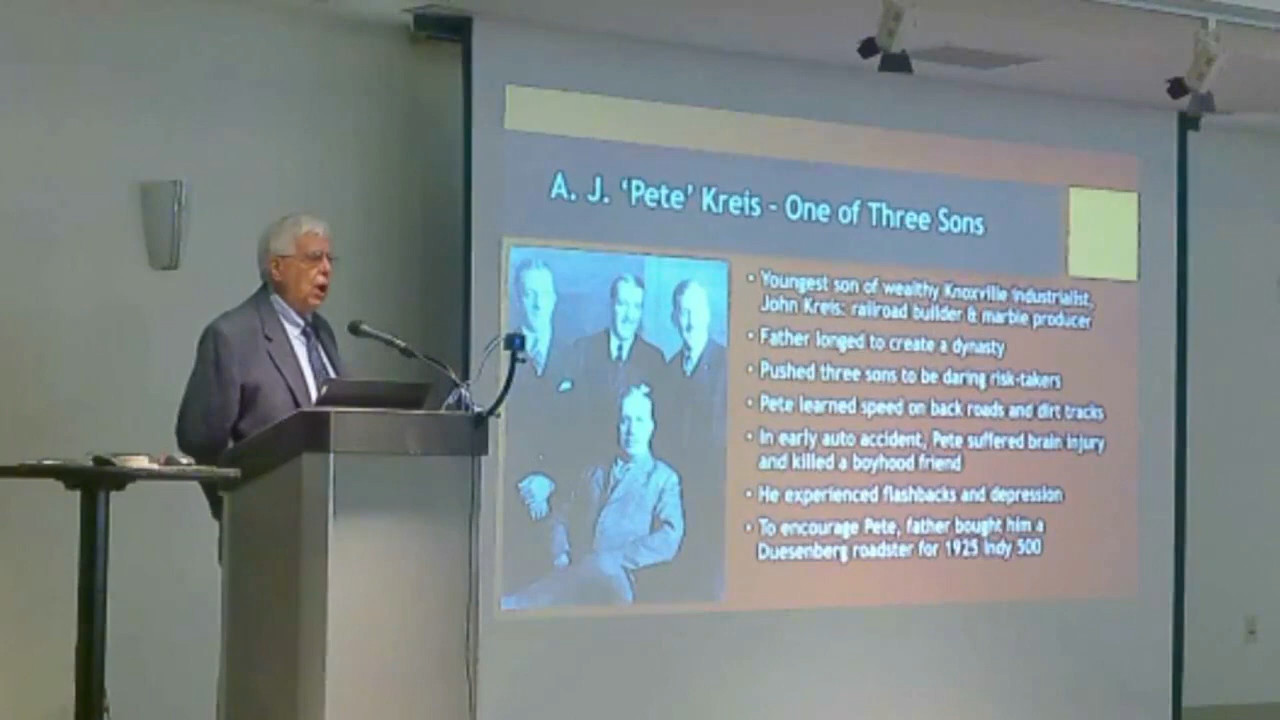 A. J. ‘Pete’ Kreis - One of Three Sons
• Youngest son of wealthy Knoxville industrialist,
John Kreis: railroad builder & marble producer
• Father longed to create a dynasty
• Pushed three sons to be daring risk-takers
• Pete learned speed on back roads and dirt tracks
• In early auto accident, Pete suffered brain injury
and killed a boyhood friend
• He experienced flashbacks and depression
• To encourage Pete, father bought him a
Duesenberg roadster for 1925 Indy 500